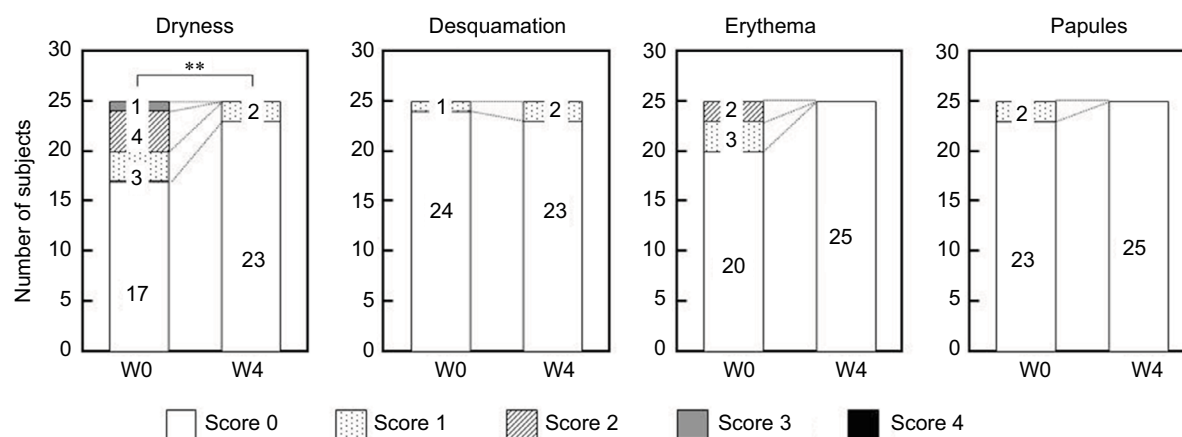 Dryness Desquamation Erythema Papules
Number of subjects
30 30 30 30
**
25 1 2 25 1 2 25 2 25 2
4 3
20 20 20 20
3
15 24 23 15 15 25 15 25
10 23 10 10 20 10 23
17
5 5 5 5
0 0 0 0
W0 W4 W0 W4 W0 W4 W0 W4
Score 0 Score 1 Score 2 Score 3 Score 4